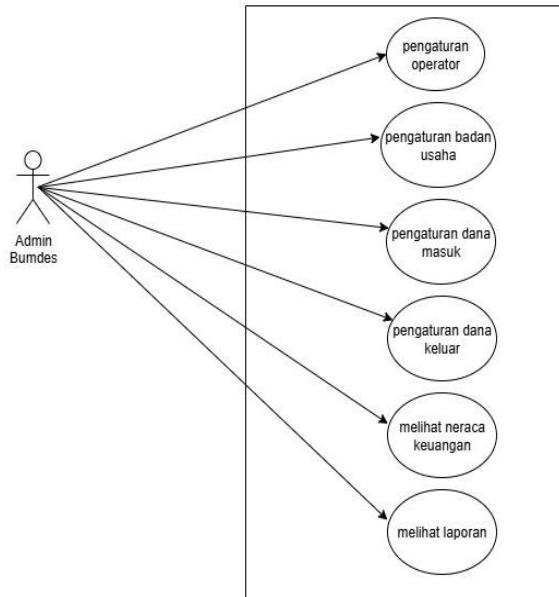 pengaturan
operator
pengaturan badan
usaha
Admin
Bumdes
pengaturan dana
masuk
pengaturan dana
keluar
melihat neraca
keuangan
melihat laporan